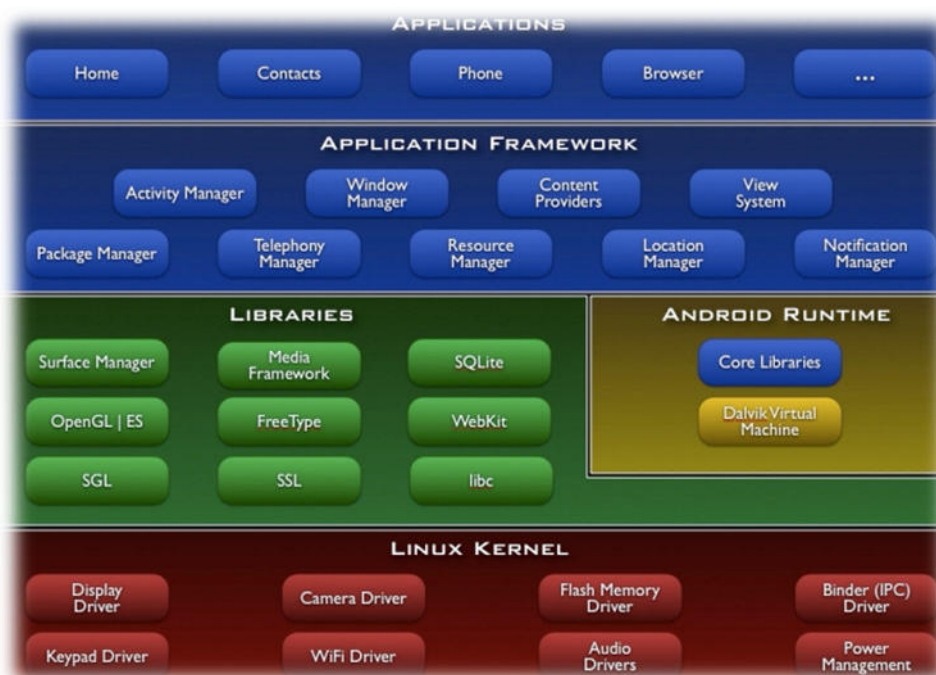 APPLICATIONS
Home
Contacts
Phone
Browser
...
APPLICATION FRAMEWORK
Activity Manager
Window
Manager
Content
Providers
View
System
Package Manager
Telephony
Manager
Resource
Manager
Location
Manager
Notification
Manager
LIBRARIES
Surface Manager
Media
Framework
SQLite
OpenGL | ES
FreeType
WebKit
SGL
SSL
libc
ANDROID RUNTIME
Core Libraries
Dalvik Virtual
Machine
LINUX KERNEL
Display
Driver
Camera Driver
Flash Memory
Driver
Binder (IPC)
Driver
Keypad Driver
WiFi Driver
Audio
Drivers
Power
Management